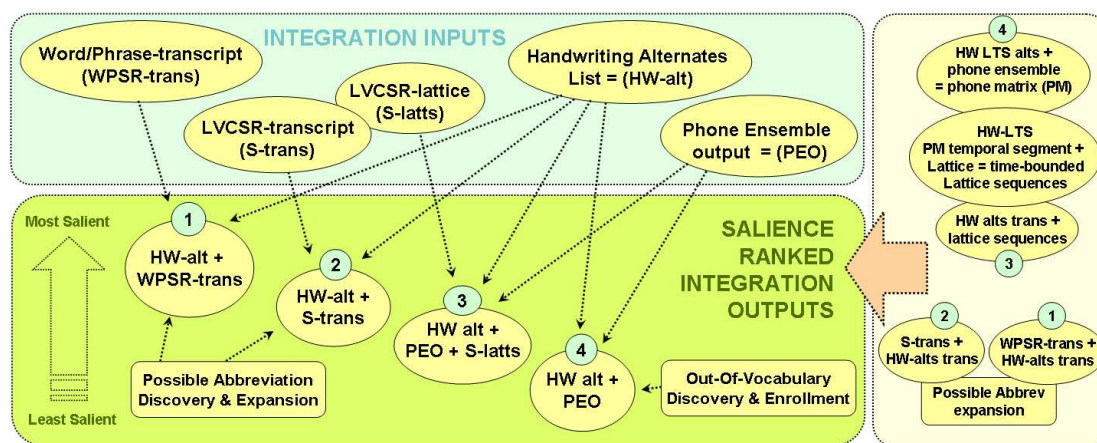 INTEGRATION INPUTS
Word/Phrase-transcript
(WPSR-trans)
LVCSR-transcript
(S-trans)
LVCSR-lattice
(S-latts)
Handwriting Alternates
List = (HW-alt)
Phone Ensemble
output = (PEO)
Most Salient
Least Salient
1
HW-alt +
WPSR-trans
2
HW-alt +
S-trans
3
HW alt +
PEO + S-latts
4
HW alt +
PEO
Possible Abbreviation
Discovery & Expansion
Out-Of-Vocabulary
Discovery & Enrollment
SALIENCE
RANKED
INTEGRATION
OUTPUTS
4
HW LTS alts +
phone ensemble
= phone matrix (PM)
HW-LTS
PM temporal segment +
Lattice = time-bounded
Lattice sequences
HW alts trans +
lattice sequences
3
2
S-trans +
HW-alts trans
1
WPSR-trans +
HW-alts trans
Possible Abbrev
expansion